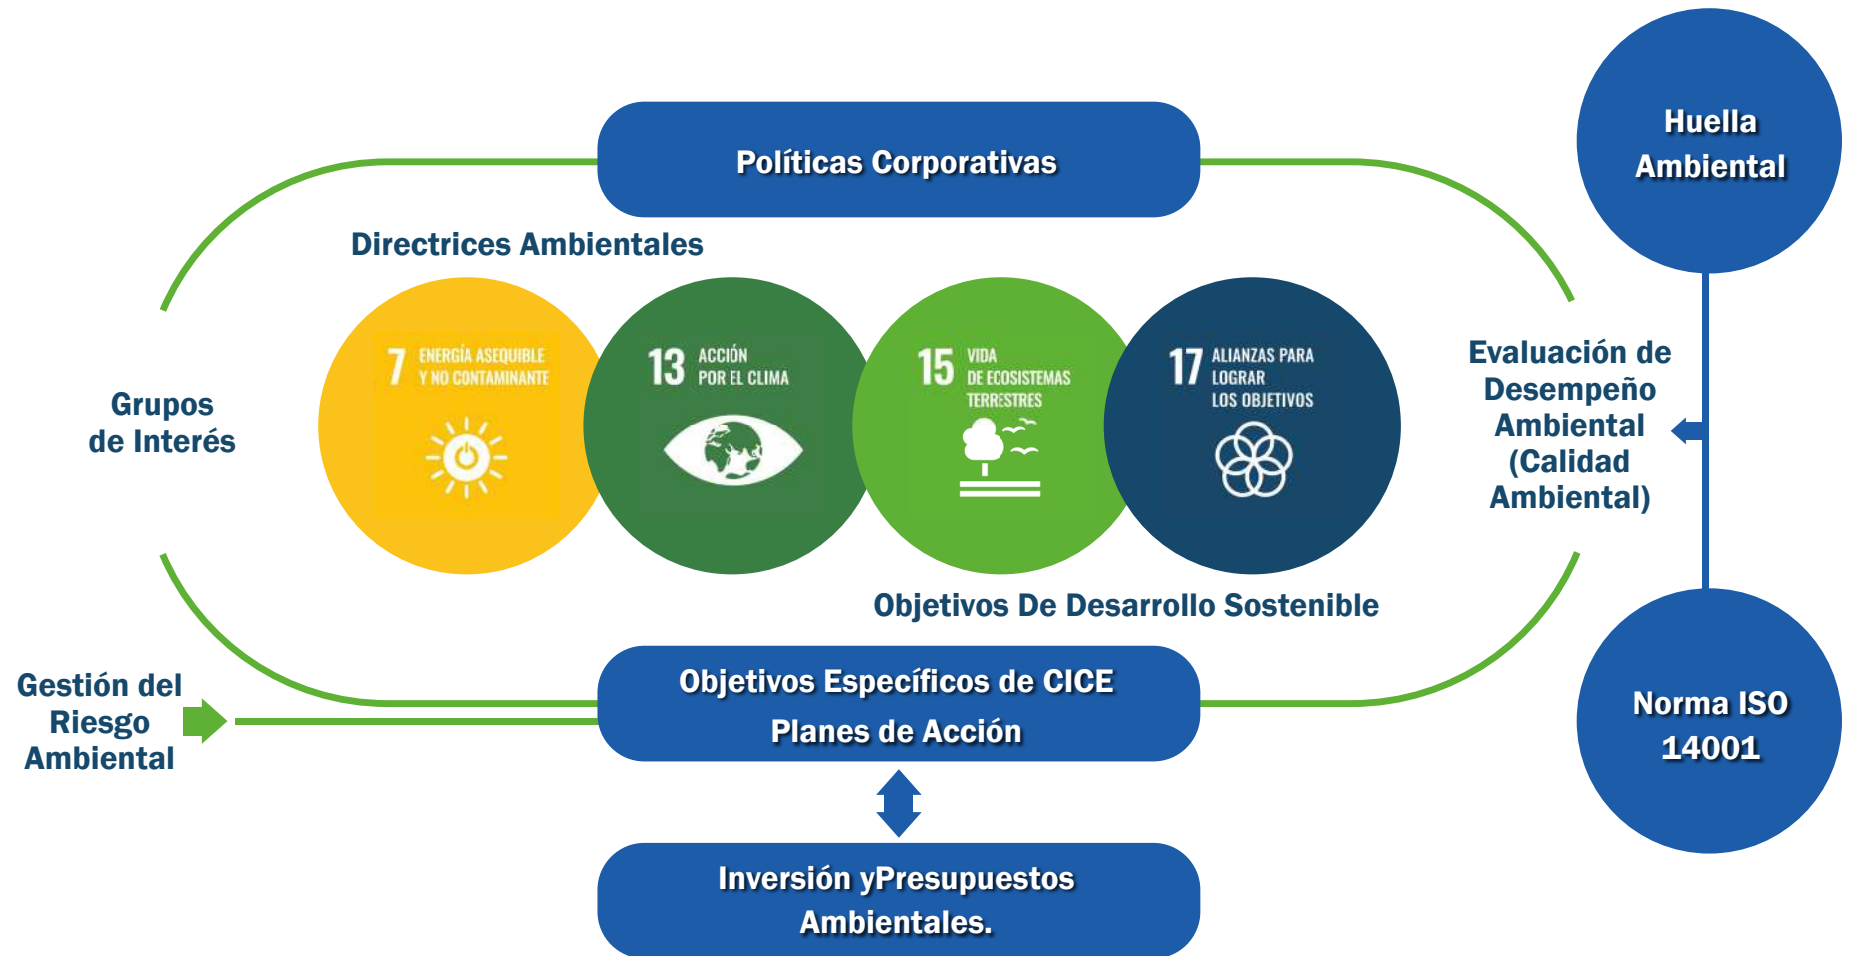 Huella
Ambiental
Políticas Corporativas
Directrices Ambientales
7 ENERGÍA ASEQUIBLE
Y NO CONTAMINANTE
13 ACCIÓN
POR EL CLIMA
15 VIDA
DE ECOSISTEMAS
TERRESTRES
17 ALIANZAS PARA
LOGRAR
LOS OBJETIVOS
Grupos
de Interés
Evaluación de
Desempeño
Ambiental
(Calidad
Ambiental)
Objetivos De Desarrollo Sostenible
Gestión del
Riesgo
Ambiental
Objetivos Específicos de CICE
Planes de Acción
Norma ISO
14001
Inversión yPresupuestos
Ambientales.